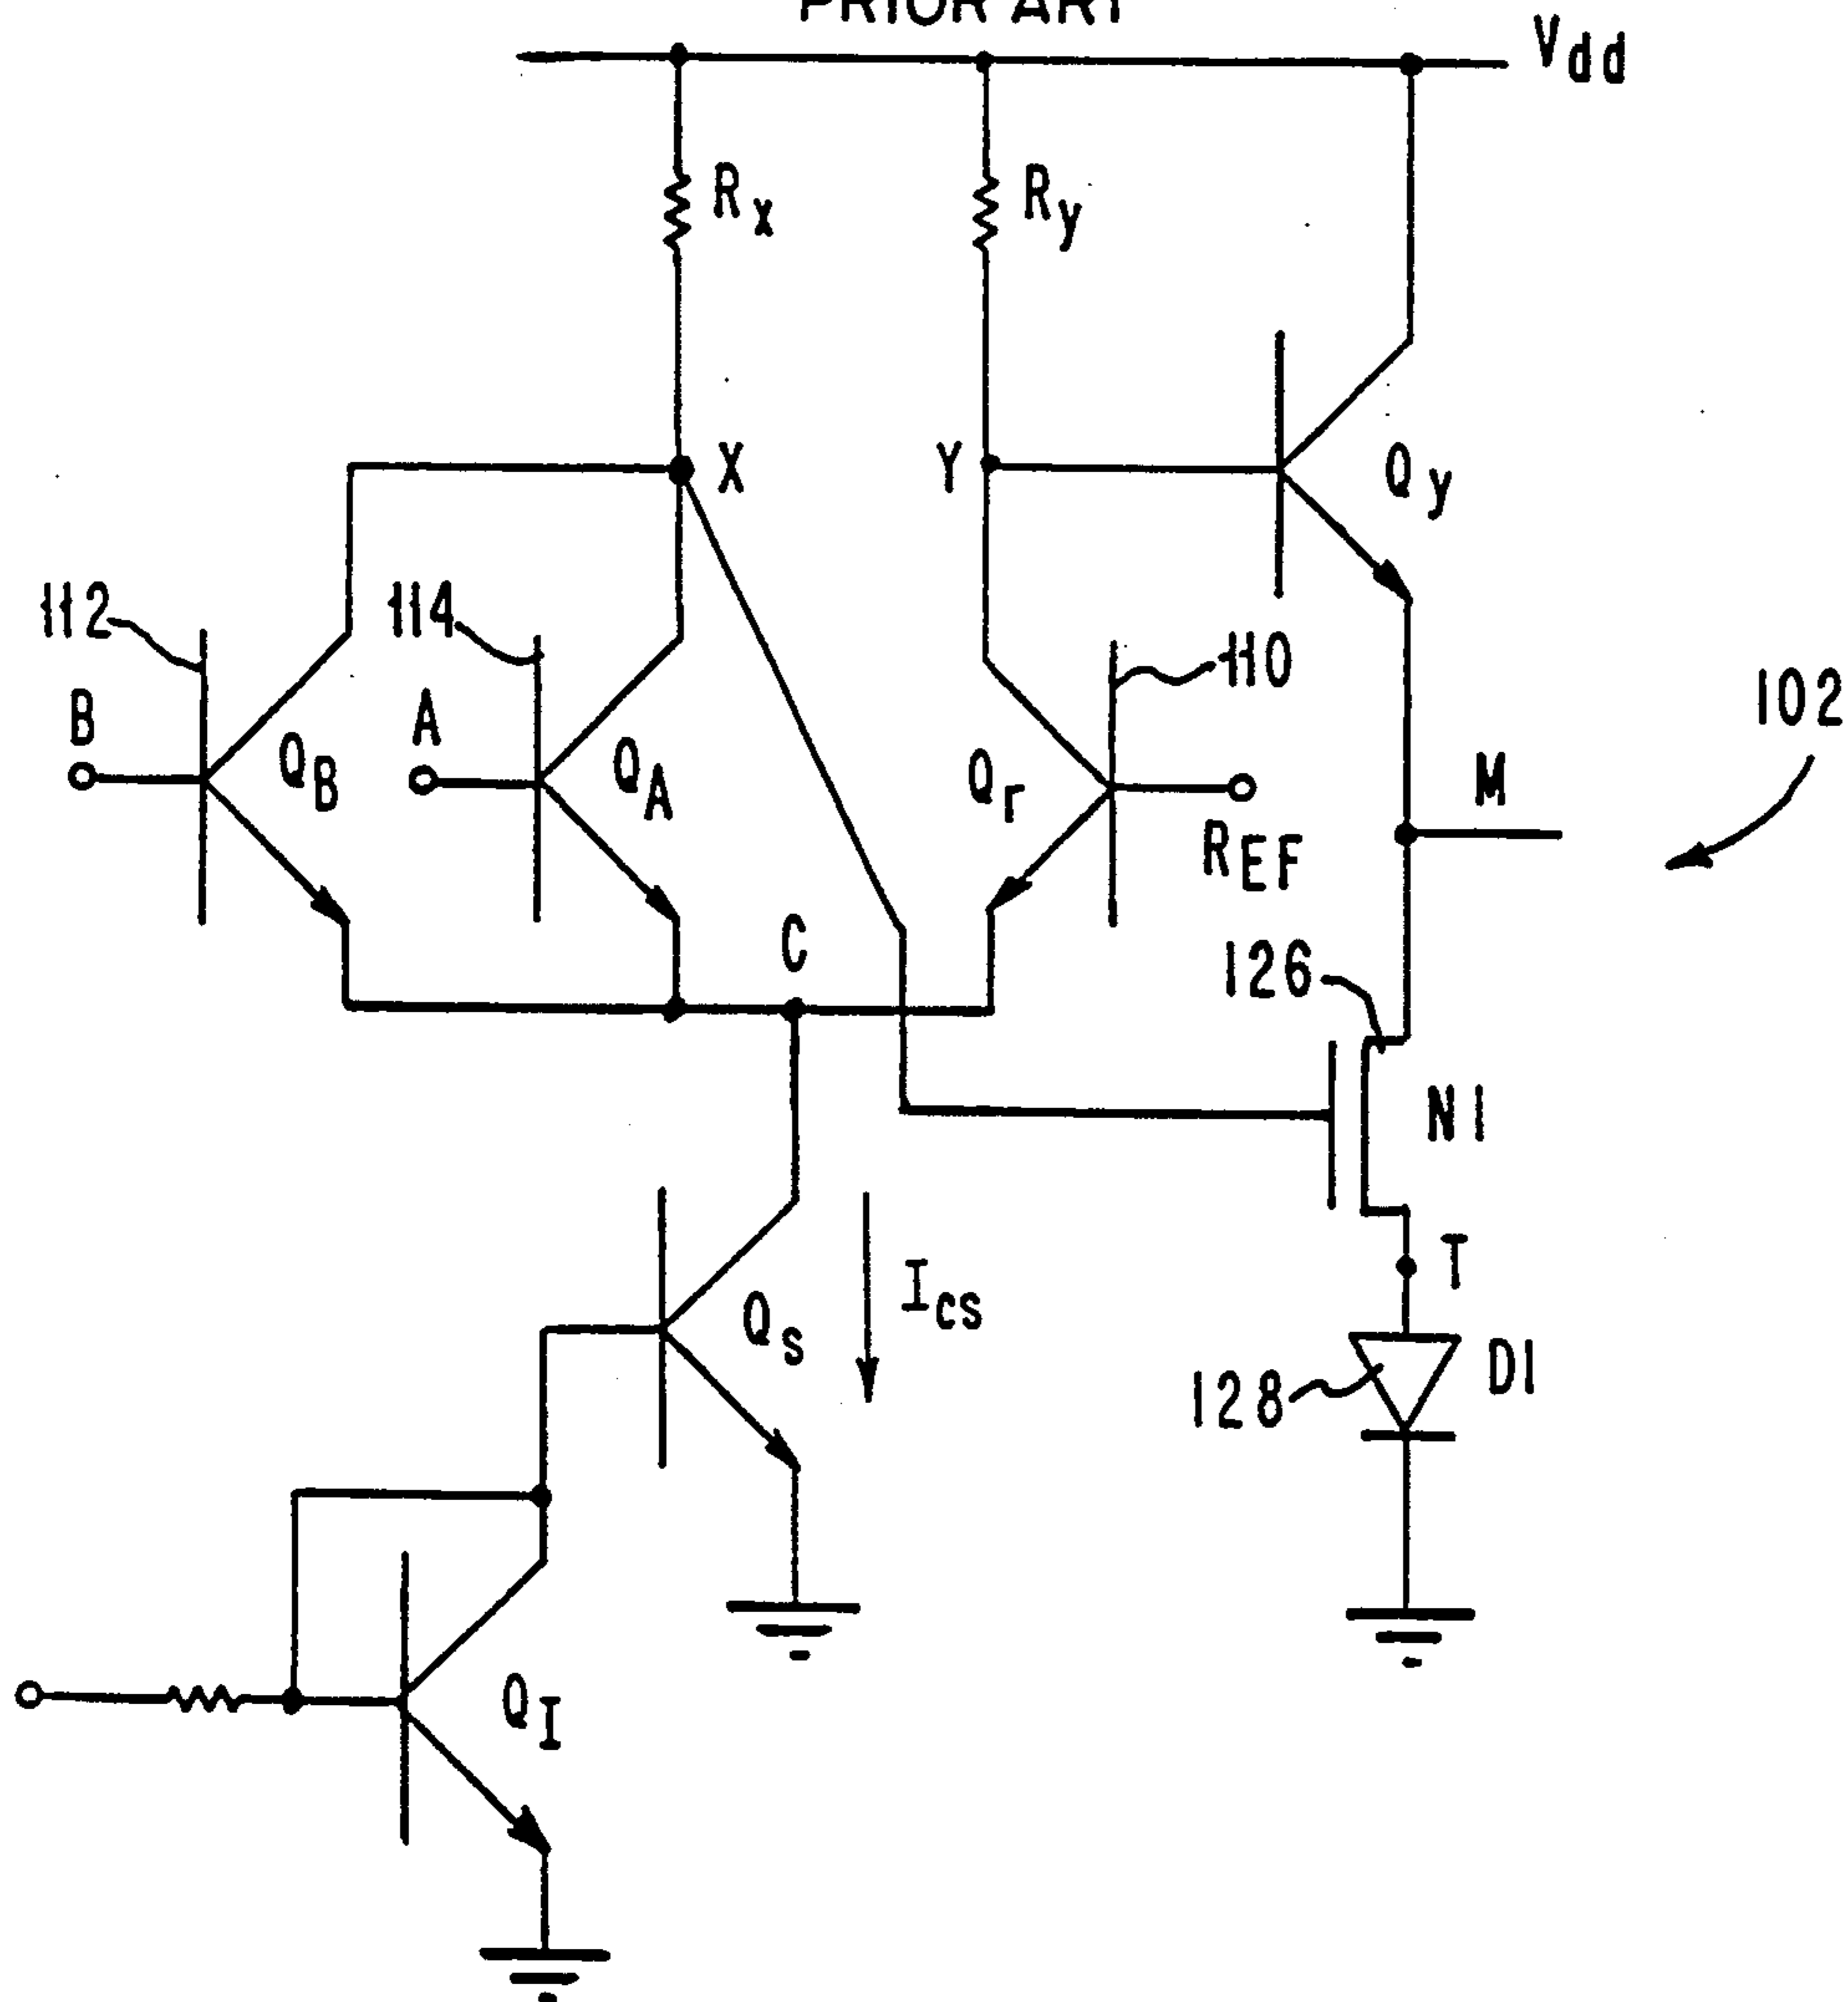 PRIOR ART
Vdd
Rx
Ry
X
Y
Qy
112
114
110
102
B
A
QB
QA
Qr
REF
M
C
126
N1
T
Ics
Qs
128
D1
QI